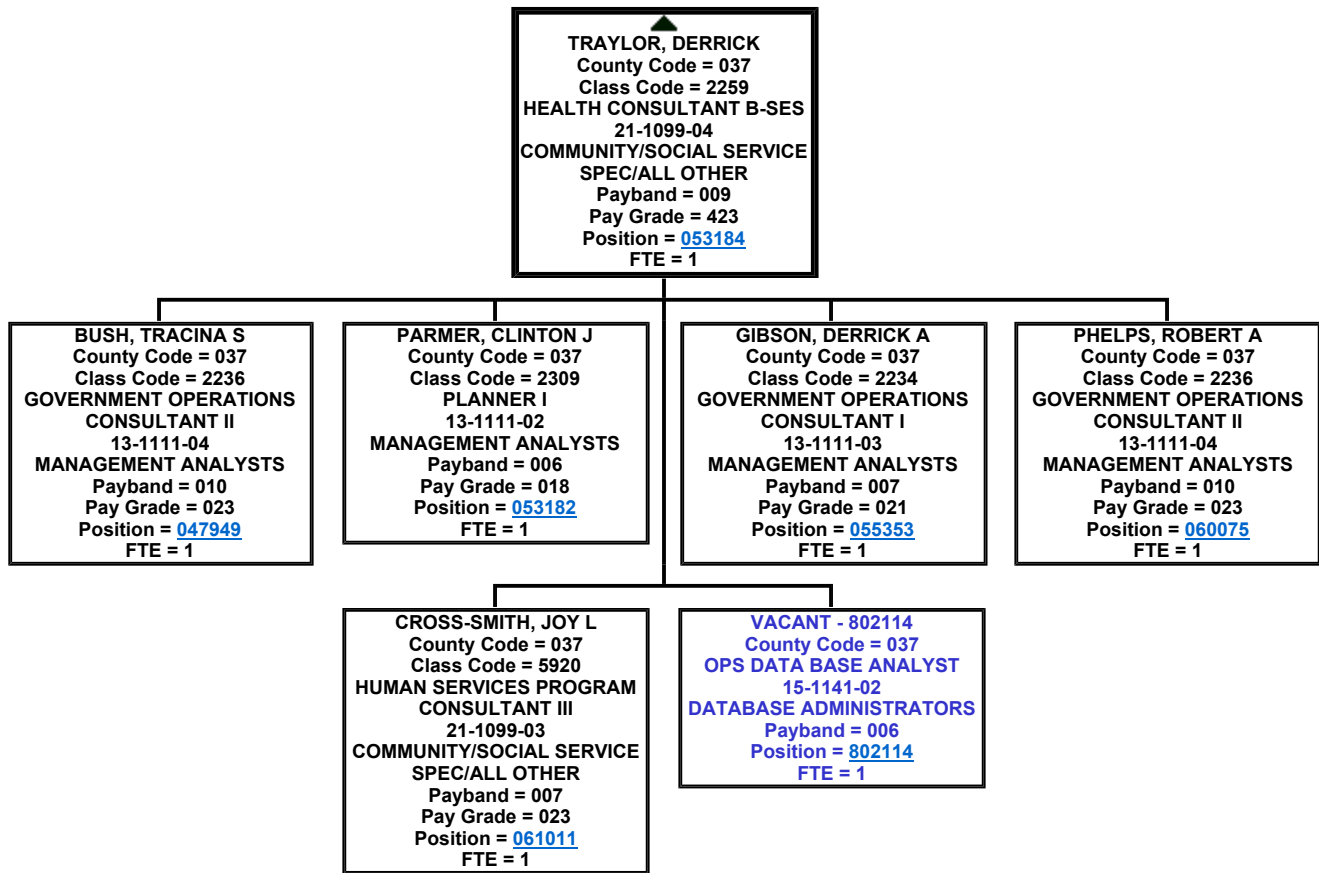 TRAYLOR, DERRICK
County Code = 037
Class Code = 2259
HEALTH CONSULTANT B-SES
21-1099-04
COMMUNITY/SOCIAL SERVICE
SPEC/ALL OTHER
Payband = 009
Pay Grade = 423
Position = 053184
FTE = 1
BUSH, TRACINA S
County Code = 037
Class Code = 2236
GOVERNMENT OPERATIONS
CONSULTANT II
13-1111-04
MANAGEMENT ANALYSTS
Payband = 010
Pay Grade = 023
Position = 047949
FTE = 1
PARMER, CLINTON J
County Code = 037
Class Code = 2309
PLANNER I
13-1111-02
MANAGEMENT ANALYSTS
Payband = 006
Pay Grade = 018
Position = 053182
FTE = 1
GIBSON, DERRICK A
County Code = 037
Class Code = 2234
GOVERNMENT OPERATIONS
CONSULTANT I
13-1111-03
MANAGEMENT ANALYSTS
Payband = 007
Pay Grade = 021
Position = 055353
FTE = 1
PHELPS, ROBERT A
County Code = 037
Class Code = 2236
GOVERNMENT OPERATIONS
CONSULTANT II
13-1111-04
MANAGEMENT ANALYSTS
Payband = 010
Pay Grade = 023
Position = 060075
FTE = 1
CROSS-SMITH, JOY L
County Code = 037
Class Code = 5920
HUMAN SERVICES PROGRAM
CONSULTANT III
21-1099-03
COMMUNITY/SOCIAL SERVICE
SPEC/ALL OTHER
Payband = 007
Pay Grade = 023
Position = 061011
FTE = 1
VACANT - 802114
County Code = 037
OPS DATA BASE ANALYST
15-1141-02
DATABASE ADMINISTRATORS
Payband = 006
Position = 802114
FTE = 1